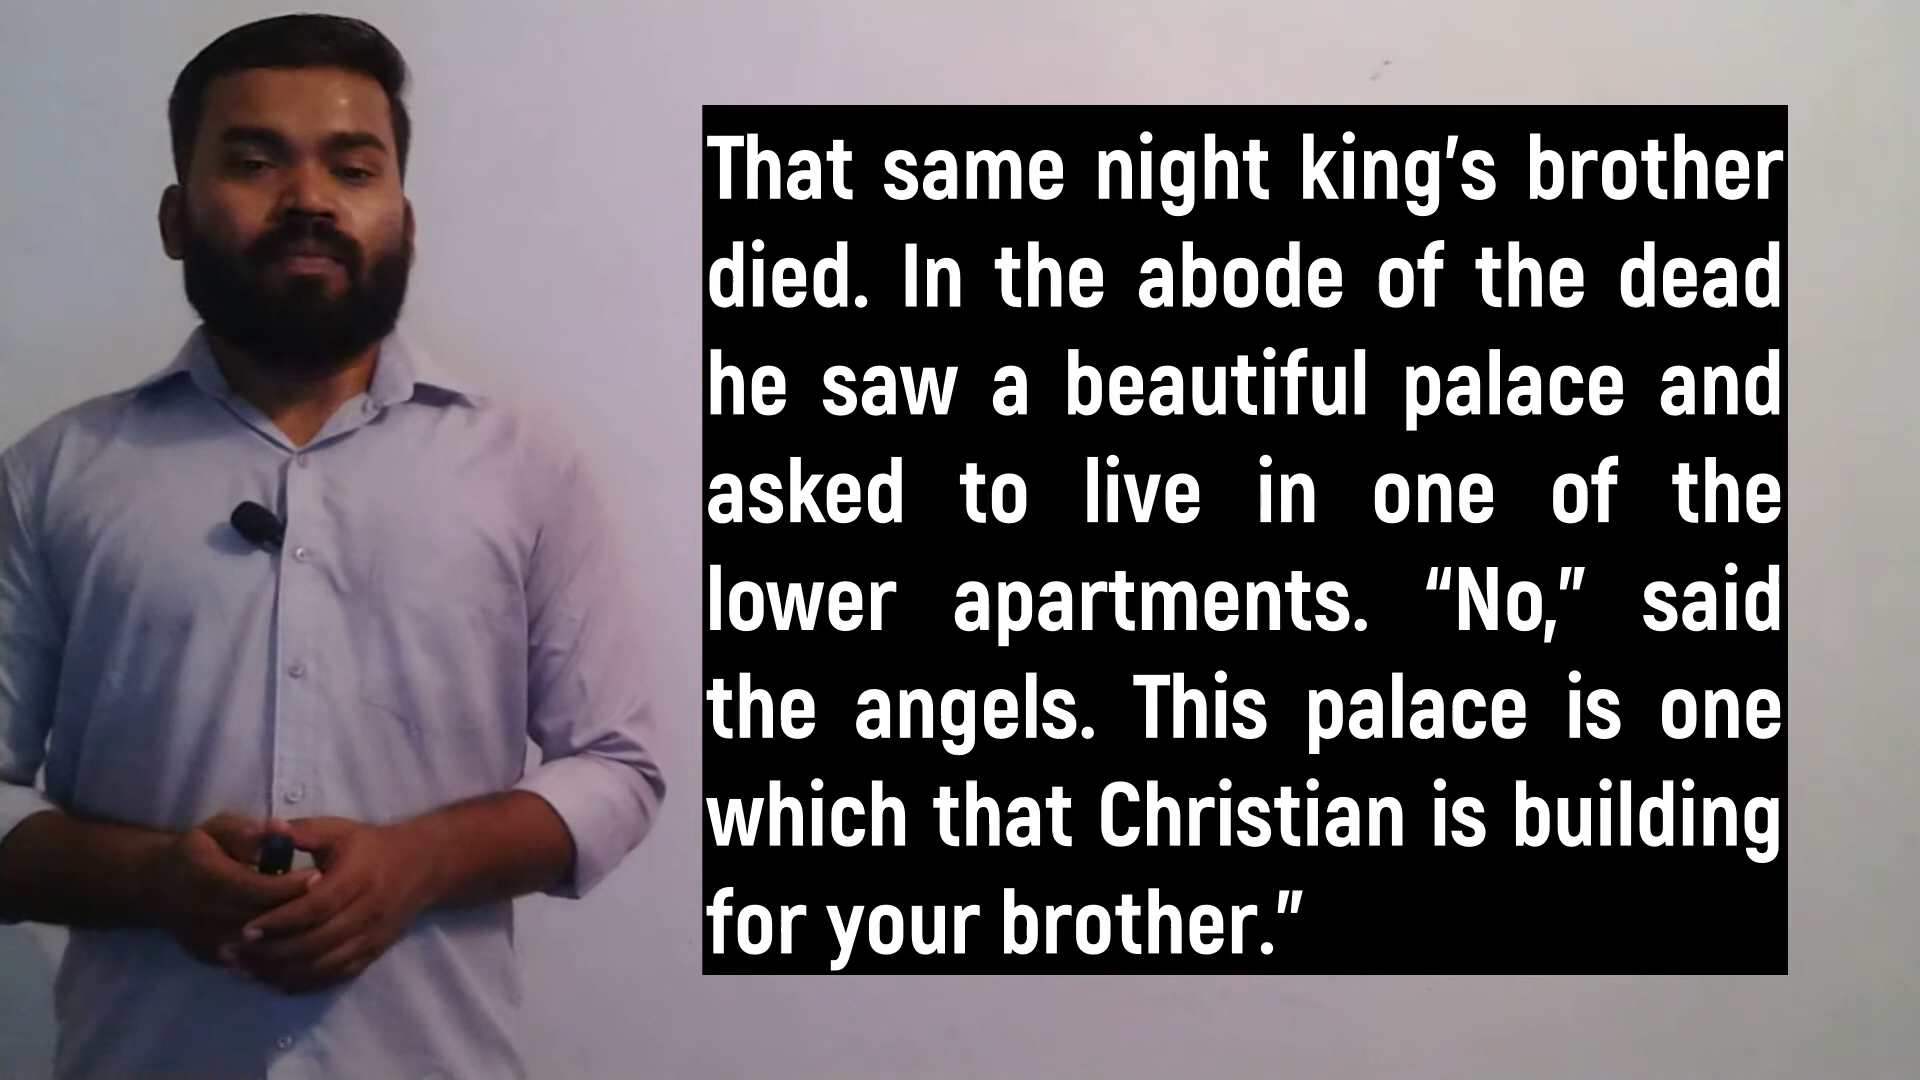 That same night king's brother
died. In the abode of the dead
he saw a beautiful palace and
asked to live in one of the
lower apartments. “No,” said
the angels. This palace is one
which that Christian is building
for your brother.”